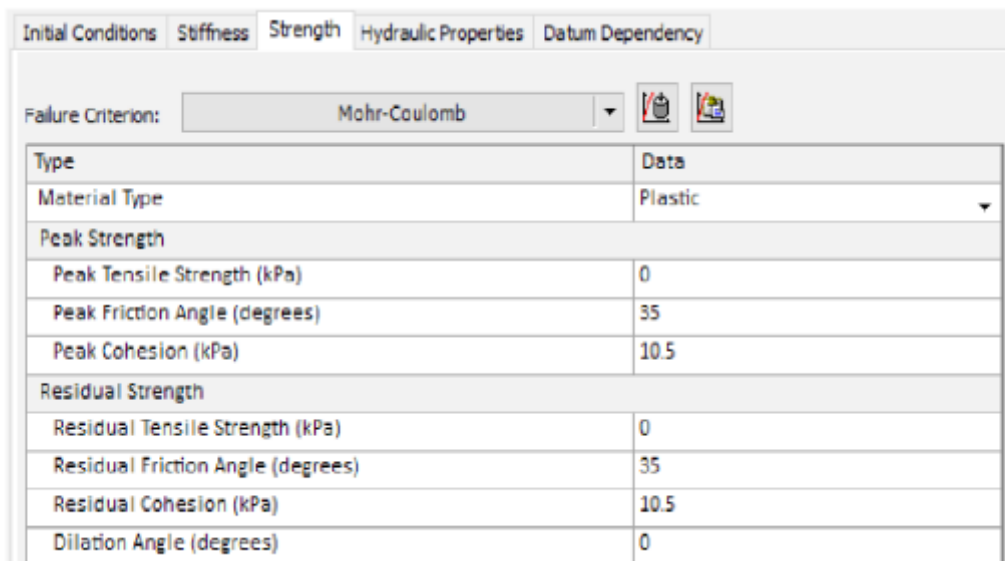 Initial Conditions Stiffness Strength Hydraulic Properties Datum Dependency
Failure Criterion: Mohr-Coulomb
Type Data
Material Type Plastic
Peak Strength
Peak Tensile Strength (kPa) 0
Peak Friction Angle (degrees) 35
Peak Cohesion (kPa) 10.5
Residual Strength
Residual Tensile Strength (kPa) 0
Residual Friction Angle (degrees) 35
Residual Cohesion (kPa) 10.5
Dilation Angle (degrees) 0